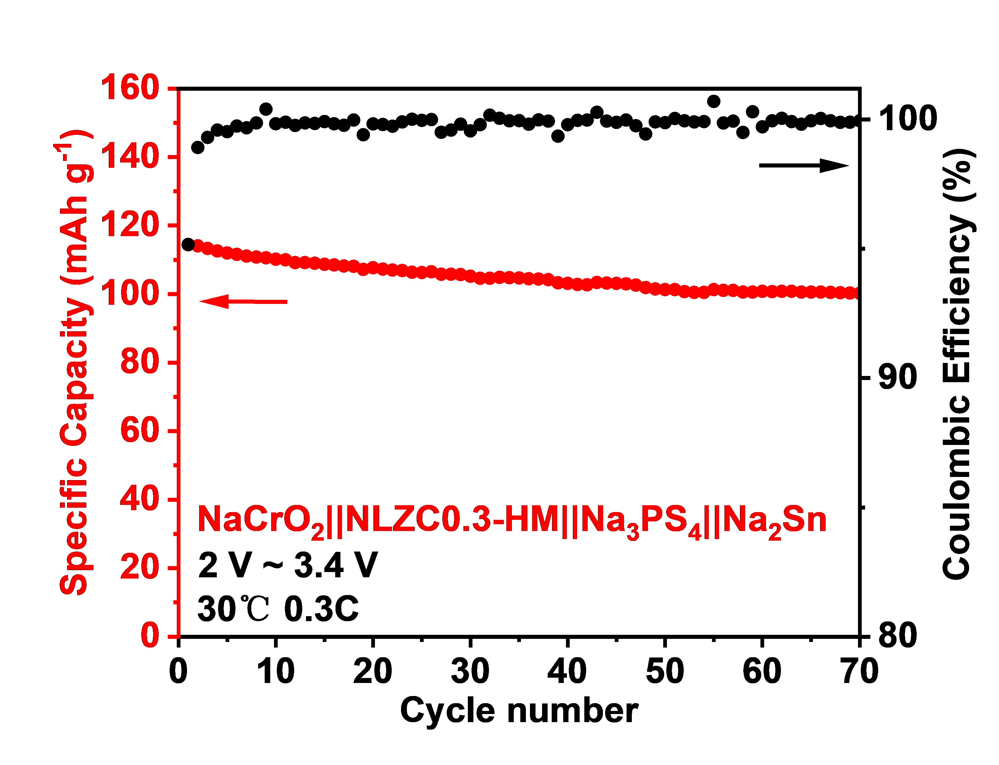 Specific Capacity (mAh g⁻¹)
160
140
120
100
80
60
40
20
0
NaCrO₂||NLZC0.3-HM||Na₃PS₄||Na₂Sn
2 V ~ 3.4 V
30℃ 0.3C
0 10 20 30 40 50 60 70
Cycle number
100
90
80
Coulombic Efficiency (%)